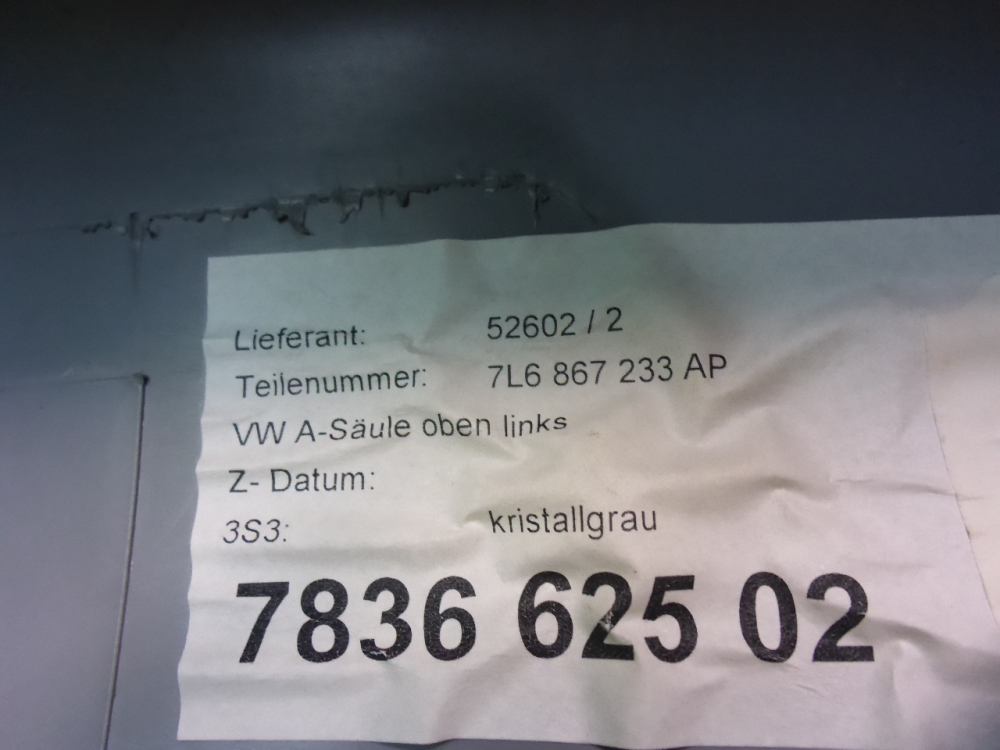 Lieferant: 52602 / 2
Teilenummer: 7L6 867 233 AP
VW A-Säule oben links
Z- Datum:
3S3: kristallgrau
7836 625 02